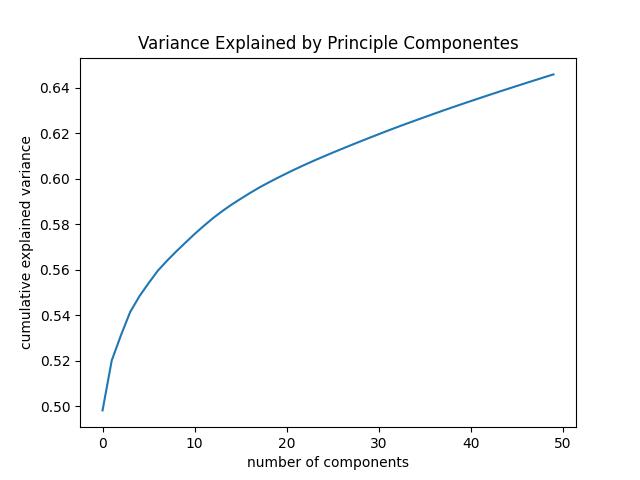 Variance Explained by Principle Componentes
0.64
0.62
0.60
0.58
0.56
0.54
0.52
0.50
cumulative explained variance
0 10 20 30 40 50
number of components